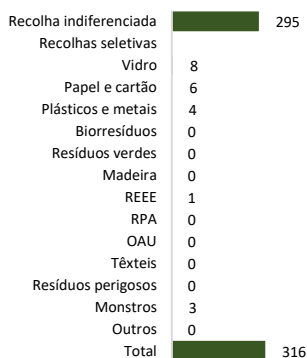 Recolha indiferenciada 295
Recolhas seletivas
Vidro 8
Papel e cartão 6
Plásticos e metais 4
Biorresíduos 0
Resíduos verdes 0
Madeira 0
REEE 1
RPA 0
OAU 0
Têxteis 0
Resíduos perigosos 0
Monstros 3
Outros 0
Total 316